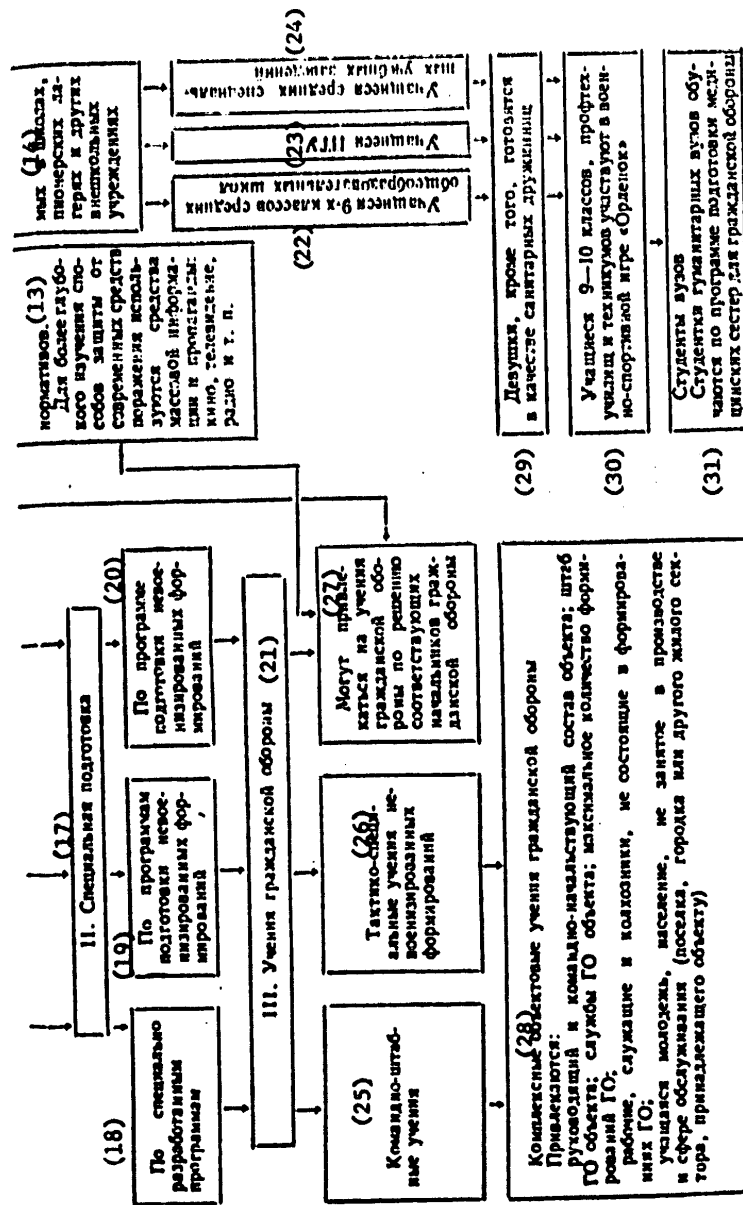 (17)
II. Специальная подготовка
(18)
По специально
разработанным
программам
(19)
По программам
подготовки невое-
низированных фор-
мирований
(20)
По программе
подготовки невое-
низированных фор-
мирований
III. Учения гражданской обороны (21)
(25)
Командно-штаб-
ные учения
(26)
Тактико-специ-
альные учения не-
военизированных
формирований
(27)
Могут привле-
каться на учения
гражданской обо-
роны по решению
соответствующих
начальников граж-
данской обороны
(28)
Комплексные объектовые учения гражданской обороны
Привлекаются:
руководящий и командно-начальствующий состав объекта; штаб
ГО объекта; службы ГО объекта; максимальное количество форми-
рований ГО;
рабочие, служащие и колхозники, не состоящие в формирова-
ниях ГО;
учащаяся молодежь, население, не занятое в производстве
и сфере обслуживания (поселка, городка или другого жилого сек-
тора, принадлежащего объекту)
нормативов.(13)
Для более глубо-
кого изучения спо-
собов защиты от
современных средств
поражения исполь-
зуются средства
массовой информа-
ции и пропаганды:
кино, телевидение,
радио и т. п.
(14)
мых в школах,
пионерских ла-
герях и других
внешкольных
учреждениях
(22)
Учащиеся 9-х классов средних
общеобразовательных школ
(23)
Учащиеся ПТУ
(24)
Учащиеся средних специаль-
ных учебных заведений
(29)
Девушки, кроме того, готовятся
в качестве санитарных дружинниц
(30)
Учащиеся 9—10 классов, профтех-
училищ и техникумов участвуют в воен-
но-спортивной игре «Орленок»
(31)
Студенты вузов
Студентки гуманитарных вузов обу-
чаются по программе подготовки меди-
цинских сестер для гражданской обороны